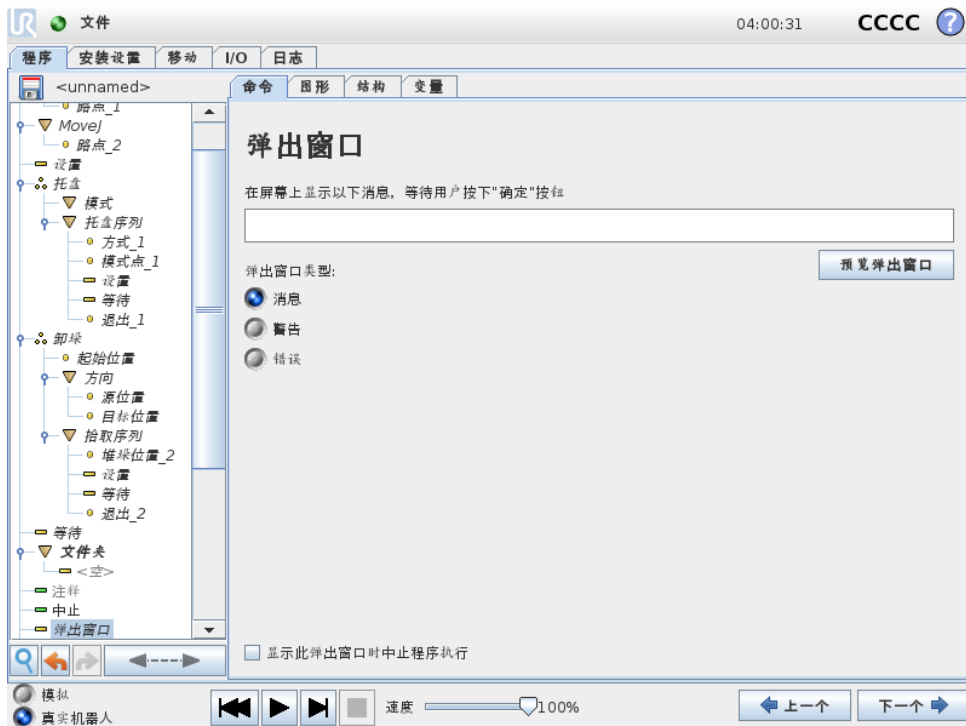 UR 文件 04:00:31 CCCC ?
程序 安装设置 移动 I/O 日志
<unnamed>
命令 图形 结构 变量
路点_1
MoveJ
路点_2
设置
托盘
模式
托盘序列
方式_1
模式点_1
设置
等待
退出_1
卸垛
起始位置
方向
源位置
目标位置
拾取序列
堆垛位置_2
设置
等待
退出_2
等待
文件夹
<空>
注释
中止
弹出窗口
弹出窗口
在屏幕上显示以下消息，等待用户按下"确定"按钮
预览弹出窗口
弹出窗口类型:
消息
警告
错误
显示此弹出窗口时中止程序执行
模拟
真实机器人
速度 100%
上一个 下一个